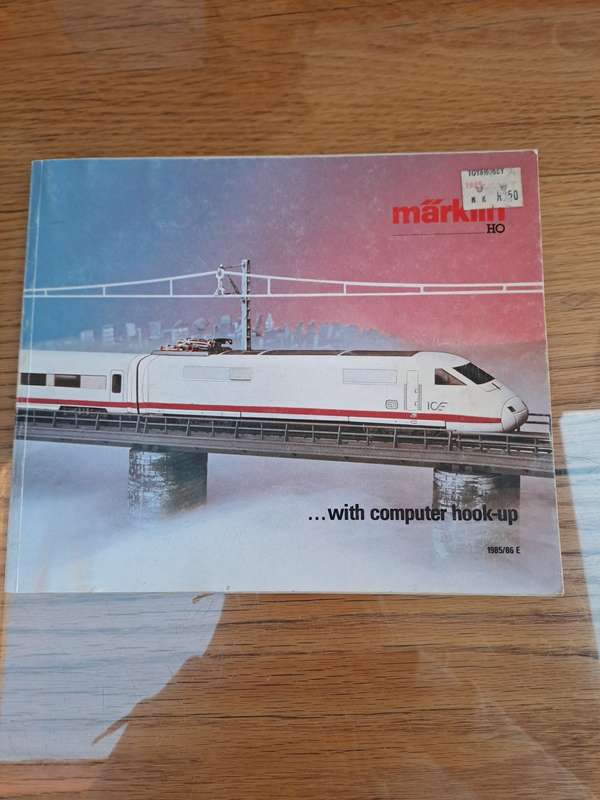 märklin
HO
ICE
...with computer hook-up
1985/86 E